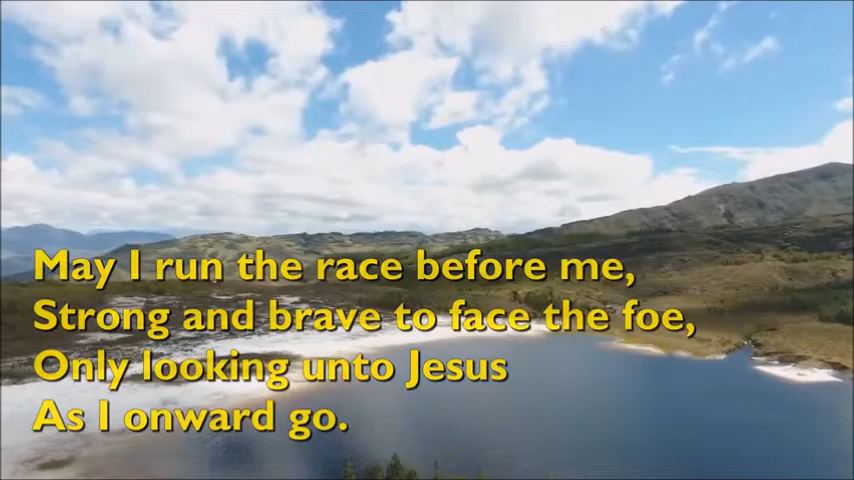 May I run the race before me,
Strong and brave to face the foe,
Only looking unto Jesus
As I onward go.